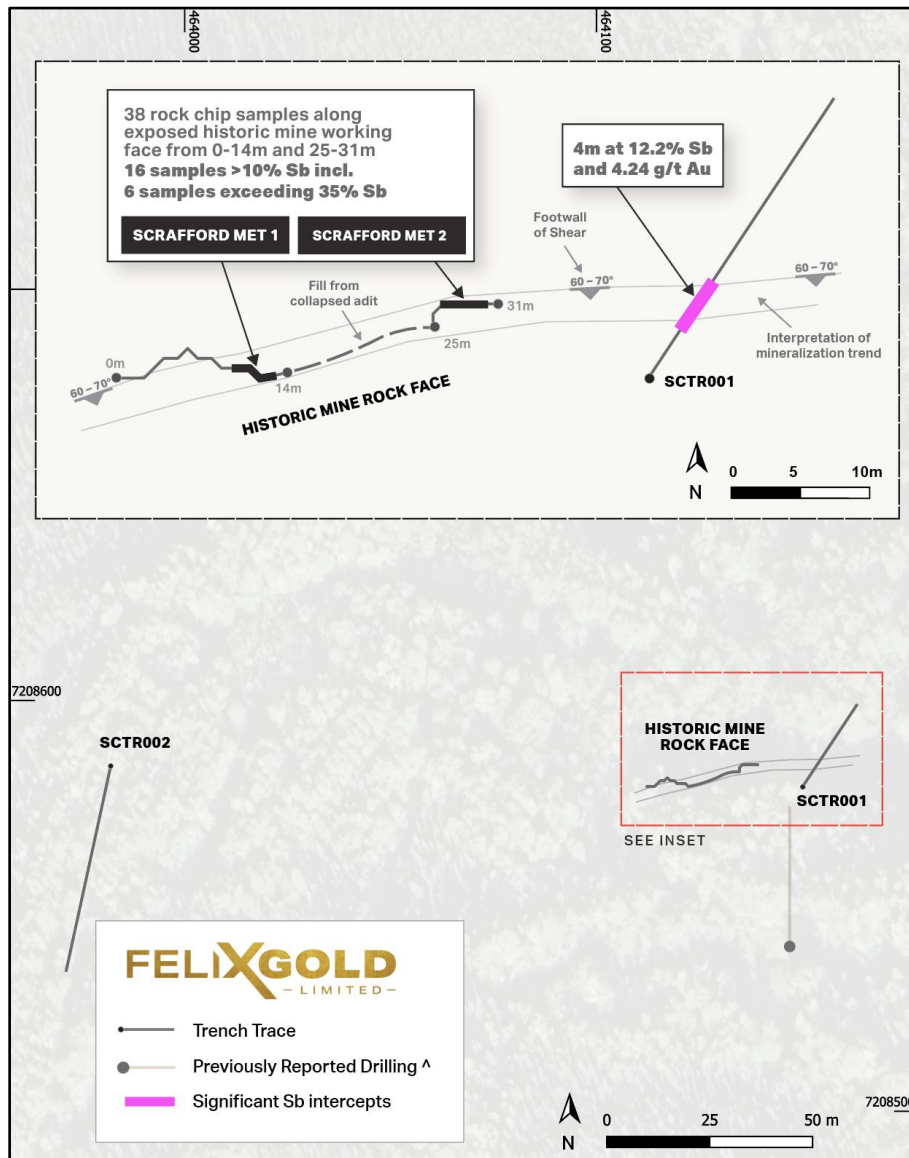 464000
464100
38 rock chip samples along
exposed historic mine working
face from 0-14m and 25-31m
16 samples >10% Sb incl.
6 samples exceeding 35% Sb
SCRAFFORD MET 1
SCRAFFORD MET 2
4m at 12.2% Sb
and 4.24 g/t Au
Footwall
of Shear
60 – 70°
60 – 70°
Fill from
collapsed adit
31m
25m
Interpretation of
mineralization trend
0m
14m
60 – 70°
SCTR001
HISTORIC MINE ROCK FACE
N
0 5 10m
7208600
SCTR002
HISTORIC MINE
ROCK FACE
SCTR001
SEE INSET
FELIXGOLD
– LIMITED –
Trench Trace
Previously Reported Drilling ^
Significant Sb intercepts
7208500
N
0 25 50 m